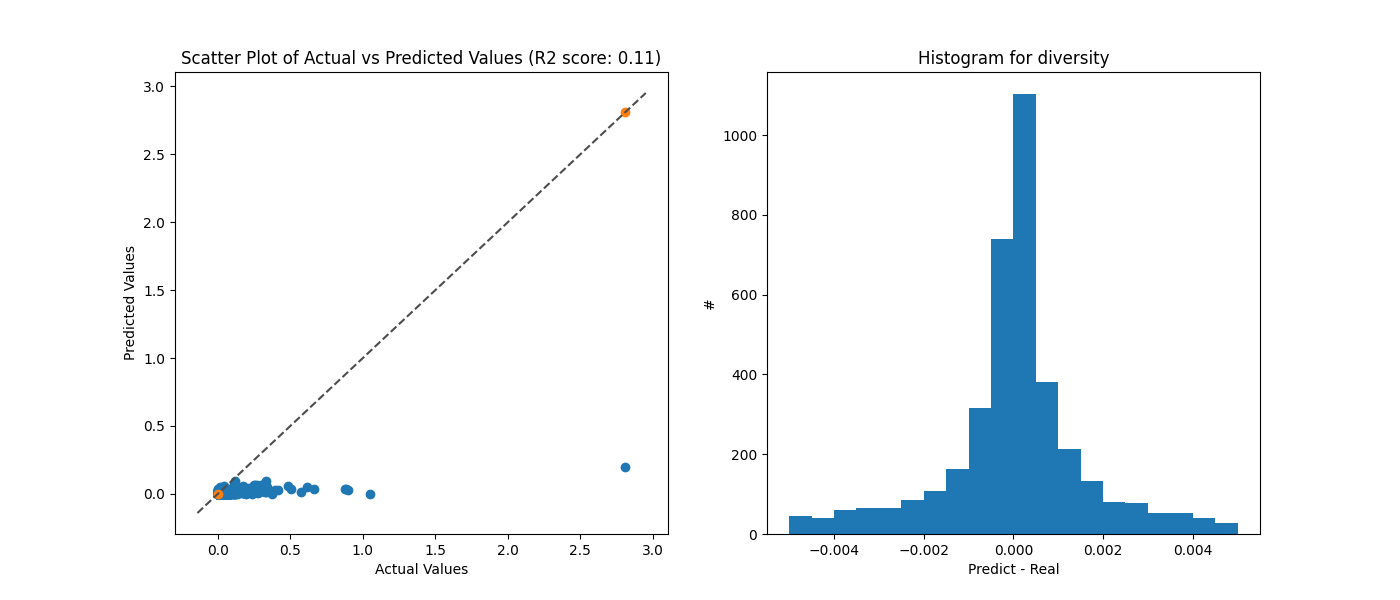 Scatter Plot of Actual vs Predicted Values (R2 score: 0.11)
3.0
2.5
2.0
1.5
1.0
0.5
0.0
Predicted Values
0.0 0.5 1.0 1.5 2.0 2.5 3.0
Actual Values
Histogram for diversity
1000
800
600
400
200
0
#
−0.004 −0.002 0.000 0.002 0.004
Predict - Real